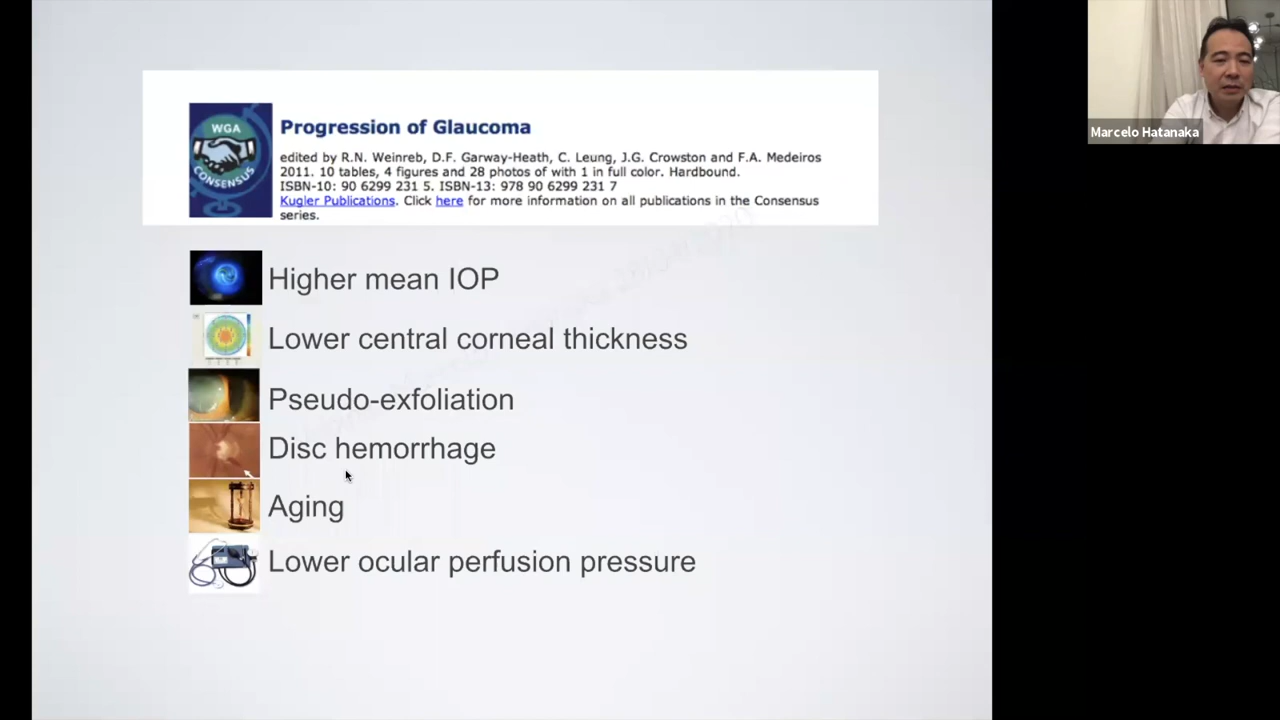 WGA
CONSENSUS
Progression of Glaucoma
edited by R.N. Weinreb, D.F. Garway-Heath, C. Leung, J.G. Crowston and F.A. Medeiros
2011. 10 tables, 4 figures and 28 photos of with 1 in full color. Hardbound.
ISBN-10: 90 6299 231 5. ISBN-13: 978 90 6299 231 7
Kugler Publications. Click here for more information on all publications in the Consensus
series.
Higher mean IOP
Lower central corneal thickness
Pseudo-exfoliation
Disc hemorrhage
Aging
Lower ocular perfusion pressure
Marcelo Hatanaka